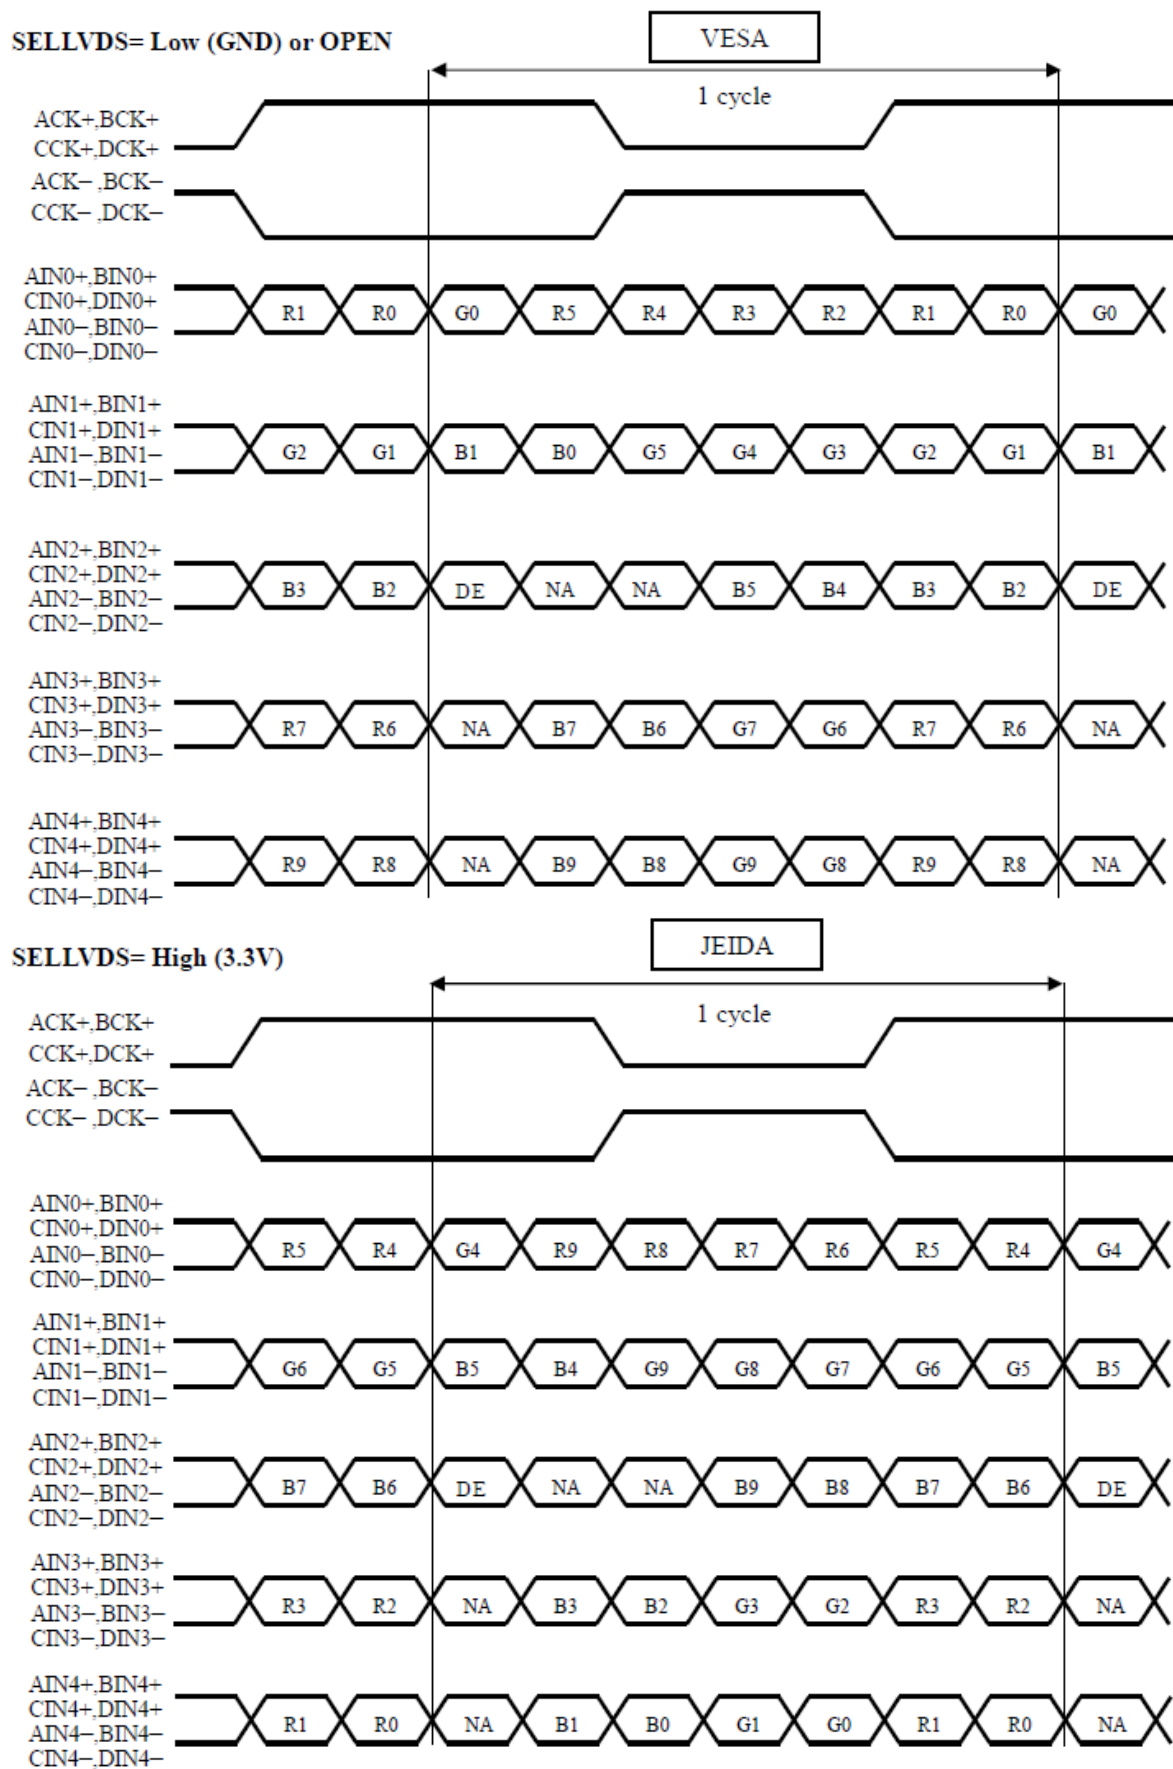 SELLVDS= Low (GND) or OPEN
VESA
1 cycle
ACK+,BCK+
CCK+,DCK+
ACK− ,BCK−
CCK− ,DCK−
AIN0+,BIN0+
CIN0+,DIN0+
AIN0−,BIN0−
CIN0−,DIN0−
R1 R0 G0 R5 R4 R3 R2 R1 R0 G0
AIN1+,BIN1+
CIN1+,DIN1+
AIN1−,BIN1−
CIN1−,DIN1−
G2 G1 B1 B0 G5 G4 G3 G2 G1 B1
AIN2+,BIN2+
CIN2+,DIN2+
AIN2−,BIN2−
CIN2−,DIN2−
B3 B2 DE NA NA B5 B4 B3 B2 DE
AIN3+,BIN3+
CIN3+,DIN3+
AIN3−,BIN3−
CIN3−,DIN3−
R7 R6 NA B7 B6 G7 G6 R7 R6 NA
AIN4+,BIN4+
CIN4+,DIN4+
AIN4−,BIN4−
CIN4−,DIN4−
R9 R8 NA B9 B8 G9 G8 R9 R8 NA
SELLVDS= High (3.3V)
JEIDA
1 cycle
ACK+,BCK+
CCK+,DCK+
ACK− ,BCK−
CCK− ,DCK−
AIN0+,BIN0+
CIN0+,DIN0+
AIN0−,BIN0−
CIN0−,DIN0−
R5 R4 G4 R9 R8 R7 R6 R5 R4 G4
AIN1+,BIN1+
CIN1+,DIN1+
AIN1−,BIN1−
CIN1−,DIN1−
G6 G5 B5 B4 G9 G8 G7 G6 G5 B5
AIN2+,BIN2+
CIN2+,DIN2+
AIN2−,BIN2−
CIN2−,DIN2−
B7 B6 DE NA NA B9 B8 B7 B6 DE
AIN3+,BIN3+
CIN3+,DIN3+
AIN3−,BIN3−
CIN3−,DIN3−
R3 R2 NA B3 B2 G3 G2 R3 R2 NA
AIN4+,BIN4+
CIN4+,DIN4+
AIN4−,BIN4−
CIN4−,DIN4−
R1 R0 NA B1 B0 G1 G0 R1 R0 NA